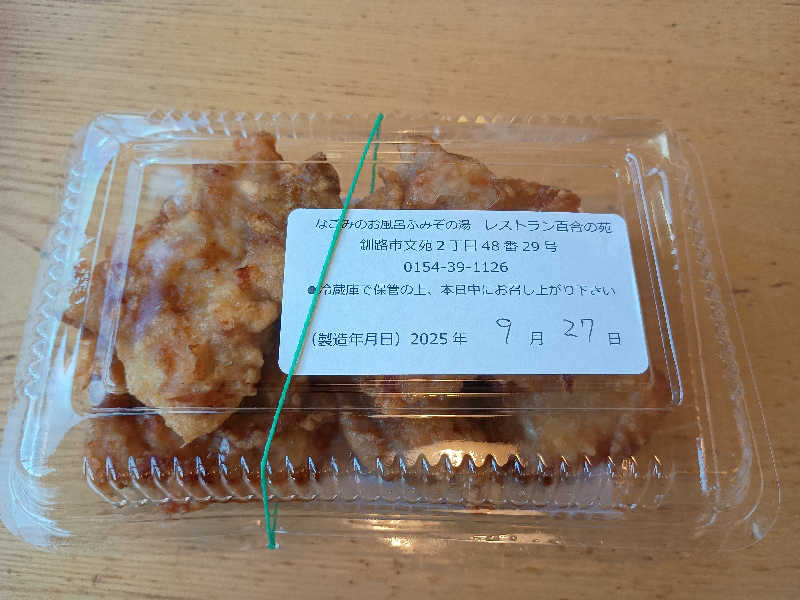 なごみのお風呂ふみぞの湯 レストラン百合の苑
釧路市文苑2丁目48番29号
0154-39-1126
●冷蔵庫で保管の上、本日中にお召し上がり下さい
（製造年月日）2025年 9月 27日